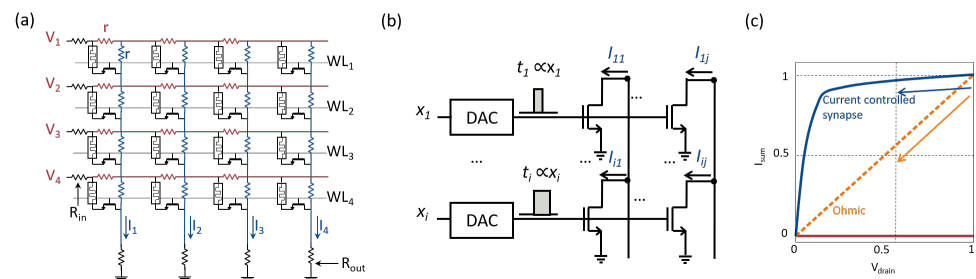 (a)
V1 r
r
WL1
V2
WL2
V3
WL3
V4
WL4
Rin
I1 I2 I3 I4
Rout
(b)
t1 ∝x1 I11 I1j
x1 DAC ...
... ... ...
ti ∝xi Ii1 Iij
xi DAC ...
(c)
1
Current controlled
synapse
Isum
0.5
Ohmic
0
0 0.5 1
Vdrain